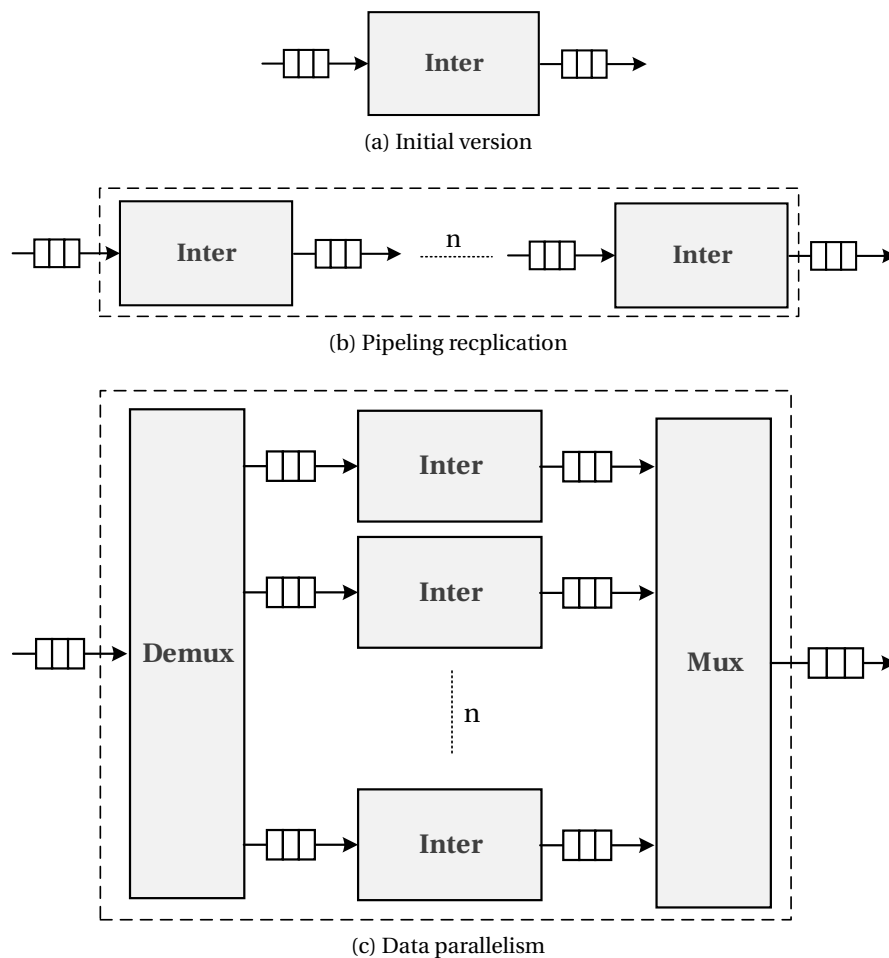 Inter
(a) Initial version
Inter
n
Inter
(b) Pipeling recplication
Inter
Inter
Demux
Mux
n
Inter
(c) Data parallelism